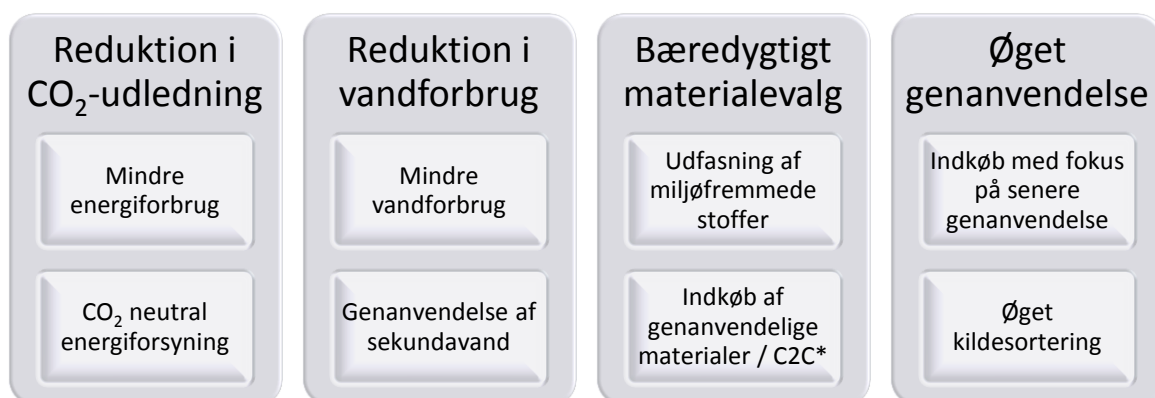 Reduktion i
CO₂-udledning
Mindre
energiforbrug
CO₂ neutral
energiforsyning
Reduktion i
vandforbrug
Mindre
vandforbrug
Genanvendelse af
sekundavand
Bæredygtigt
materialevalg
Udfasning af
miljøfremmede
stoffer
Indkøb af
genanvendelige
materialer / C2C*
Øget
genanvendelse
Indkøb med fokus
på senere
genanvendelse
Øget
kildesortering